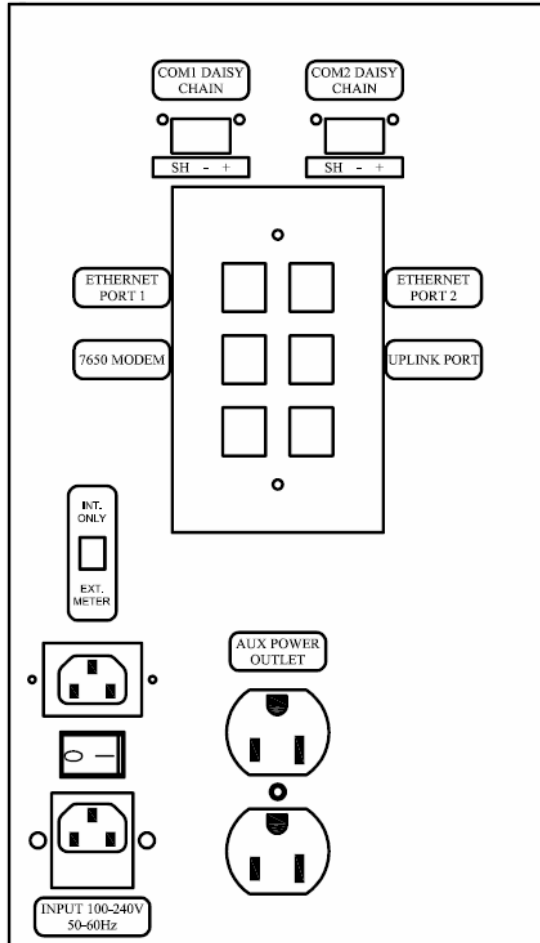 COM1 DAISY
CHAIN
COM2 DAISY
CHAIN
SH - +
SH - +
ETHERNET
PORT 1
ETHERNET
PORT 2
7650 MODEM
UPLINK PORT
INT.
ONLY
EXT.
METER
AUX POWER
OUTLET
O —
INPUT 100-240V
50-60Hz